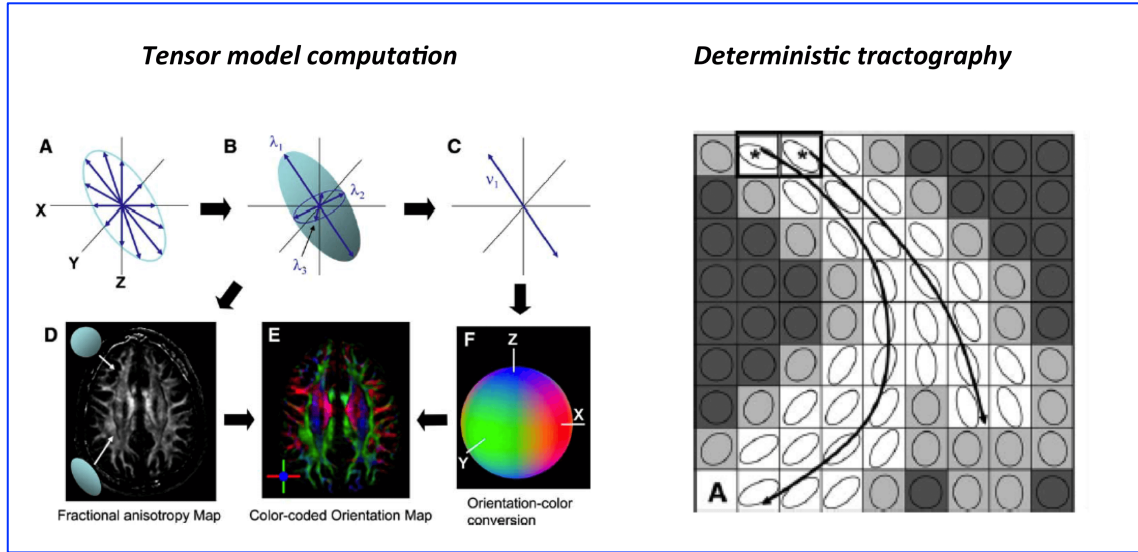 Tensor model computation
Deterministic tractography
A
B
C
X
Y
Z
λ1
λ2
λ3
v1
D
E
F
Z
X
Y
* *
A
Fractional anisotropy Map
Color-coded Orientation Map
Orientation-color
conversion